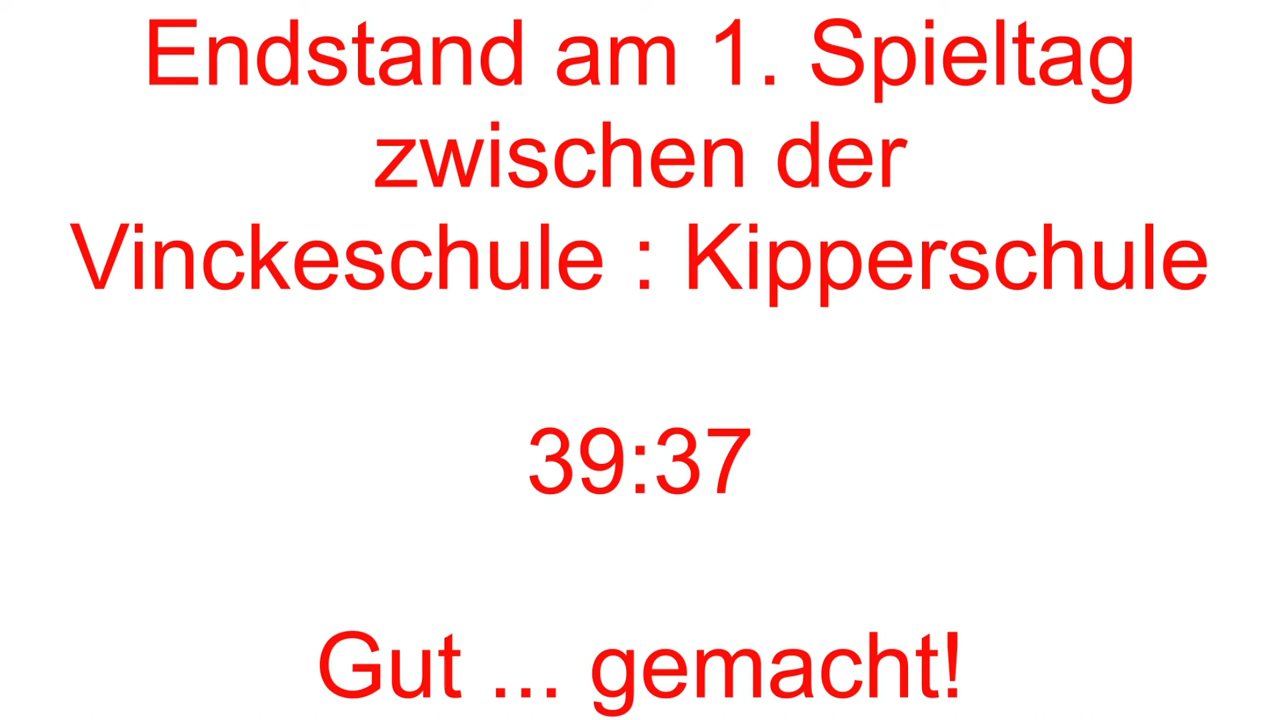 Endstand am 1. Spieltag
zwischen der
Vinckeschule : Kipperschule
39:37
Gut ... gemacht!